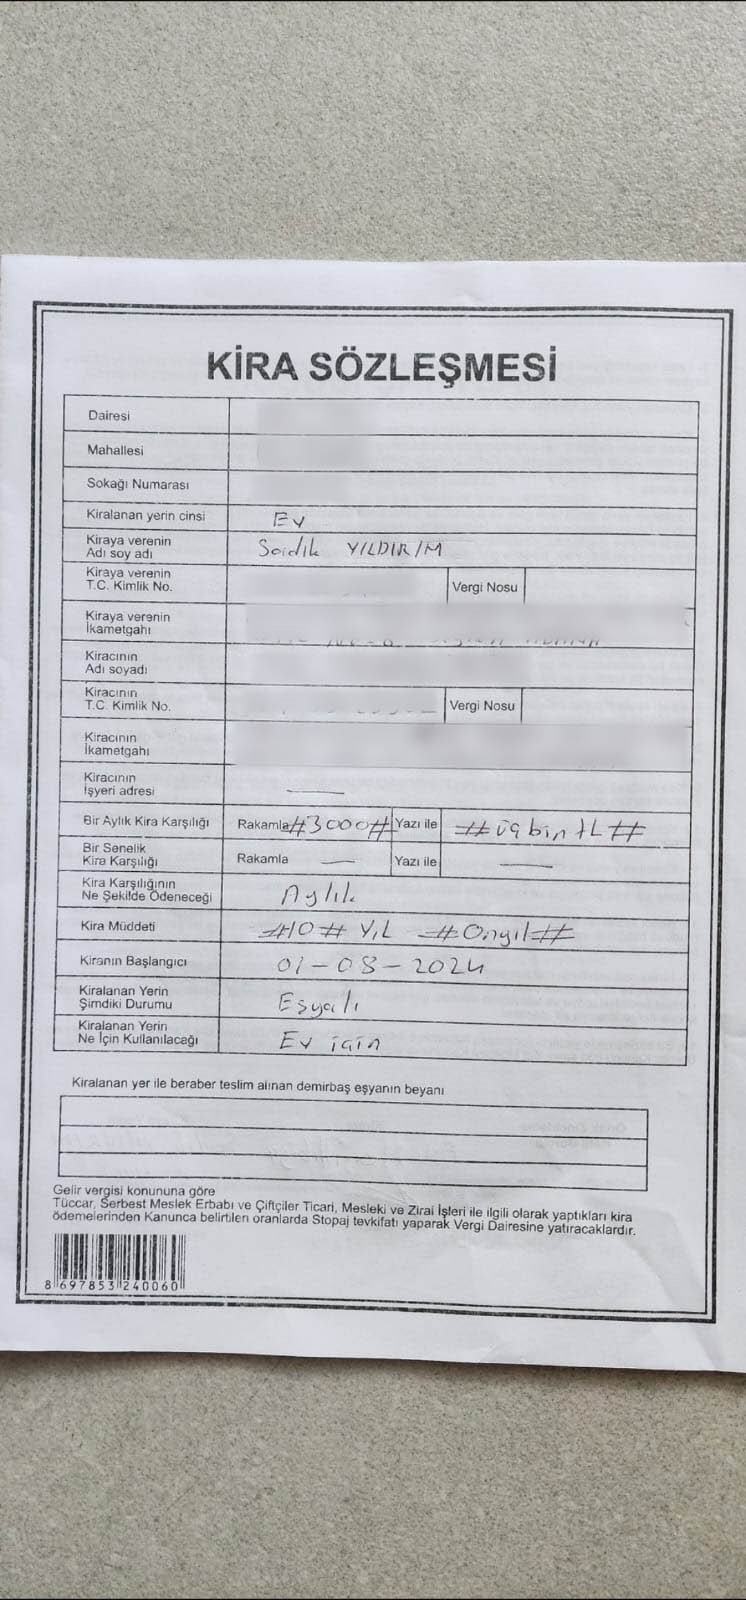 KİRA SÖZLEŞMESİ
Dairesi
Mahallesi
Sokağı Numarası
Kiralanan yerin cinsi Ev
Kiraya verenin
Adı soy adı Saidik YILDIRIM
Kiraya verenin
T.C. Kimlik No. Vergi Nosu
Kiraya verenin
İkametgahı
Kiracının
Adı soyadı
Kiracının
T.C. Kimlik No. Vergi Nosu
Kiracının
İkametgahı
Kiracının
İşyeri adresi —
Bir Aylık Kira Karşılığı Rakamla #3000# Yazı ile #üçbin tL#
Bir Senelik
Kira Karşılığı Rakamla — Yazı ile —
Kira Karşılığının
Ne Şekilde Ödeneceği Aylık
Kira Müddeti #10# YıL #Onyıl#
Kiranın Başlangıcı 01-08-2024
Kiralanan Yerin
Şimdiki Durumu Eşyalı
Kiralanan Yerin
Ne İçin Kullanılacağı Ev için
Kiralanan yer ile beraber teslim alınan demirbaş eşyanın beyanı
Gelir vergisi konununa göre
Tüccar, Serbest Meslek Erbabı ve Çiftçiler Ticari, Mesleki ve Zirai İşleri ile ilgili olarak yaptıkları kira
ödemelerinden Kanunca belirtilen oranlarda Stopaj tevkifatı yaparak Vergi Dairesine yatıracaklardır.
8 697853 240060